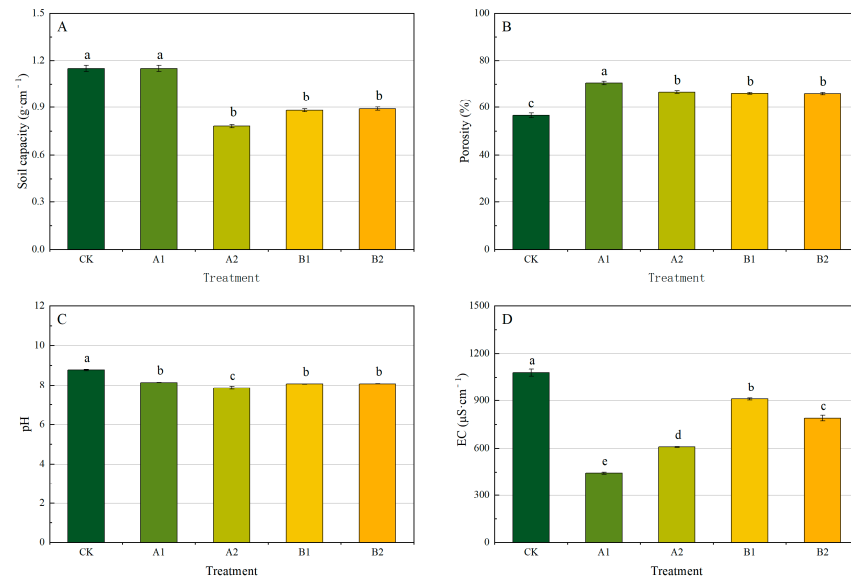 A
Soil capacity (g·cm⁻¹)
1.5
1.2
0.9
0.6
0.3
0.0
a
a
b
b
b
CK A1 A2 B1 B2
Treatment
B
Porosity (%)
100
80
60
40
20
0
c
a
b
b
b
CK A1 A2 B1 B2
Treatment
C
pH
12
10
8
6
4
2
0
a
b
c
b
b
CK A1 A2 B1 B2
Treatment
D
EC (μS·cm⁻¹)
1500
1200
900
600
300
0
a
e
d
b
c
CK A1 A2 B1 B2
Treatment